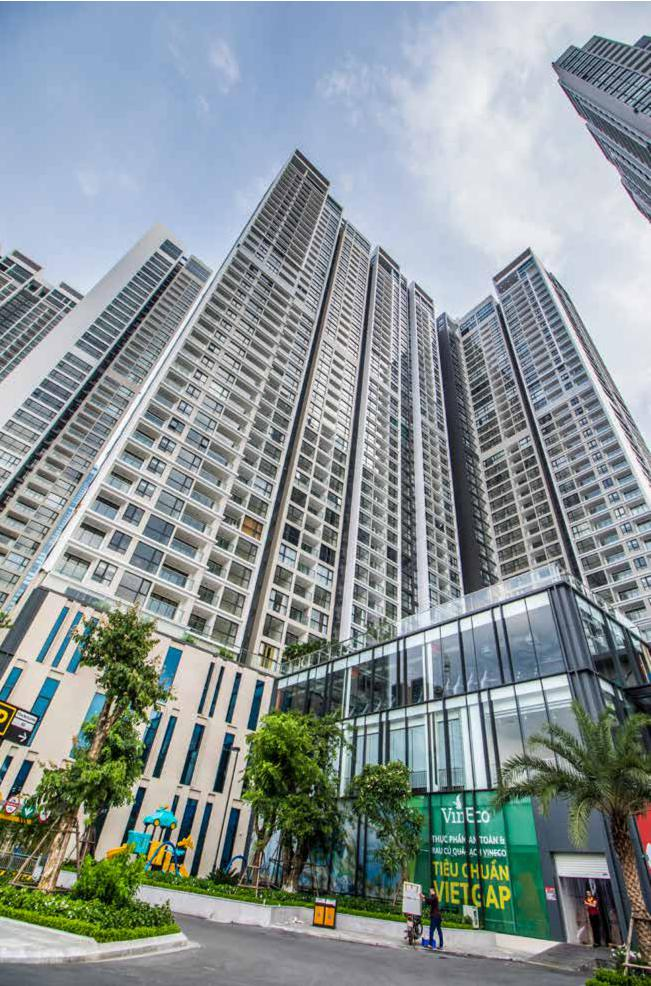 P
VinEco
THỰC PHẨM AN TOÀN &
RAU CỦ QUẢ SẠCH VINECO
TIÊU CHUẨN
VIETGAP